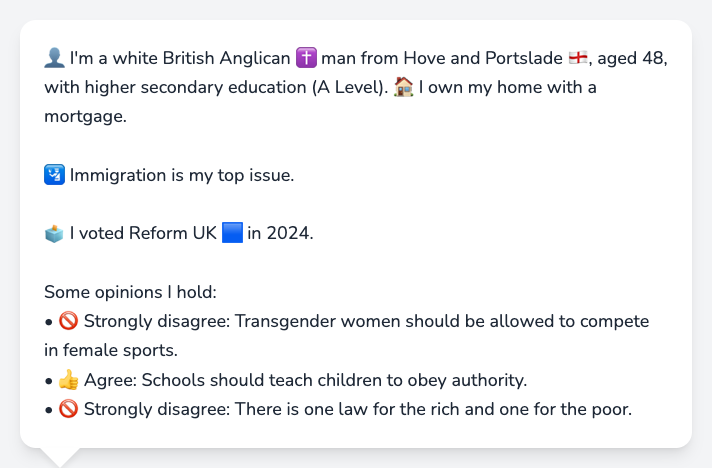 👤 I'm a white British Anglican ✝️ man from Hove and Portslade 🏴󠁧󠁢󠁥󠁮󠁧󠁿, aged 48,
with higher secondary education (A Level). 🏠 I own my home with a
mortgage.
🛂 Immigration is my top issue.
🗳️ I voted Reform UK 🟦 in 2024.
Some opinions I hold:
• 🚫 Strongly disagree: Transgender women should be allowed to compete
in female sports.
• 👍 Agree: Schools should teach children to obey authority.
• 🚫 Strongly disagree: There is one law for the rich and one for the poor.